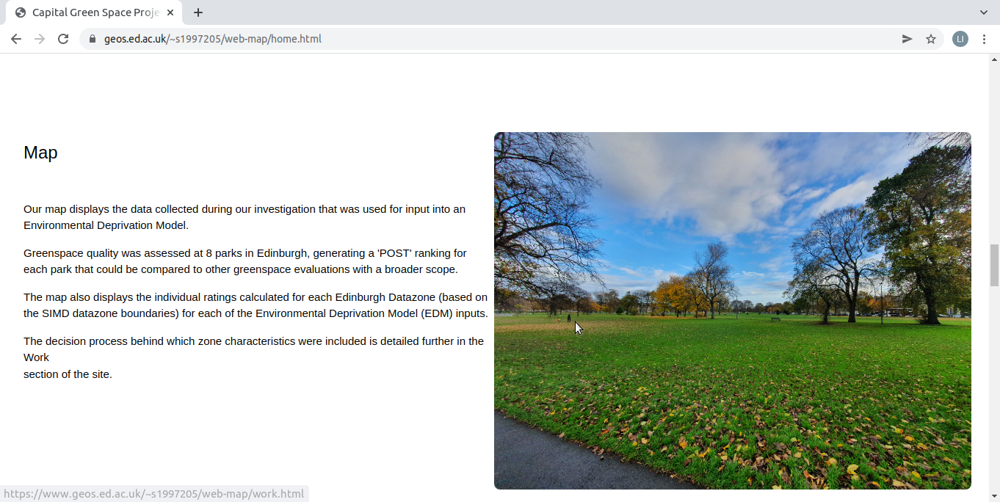 Capital Green Space Proje
geos.ed.ac.uk/~s1997205/web-map/home.html
LI
Map
Our map displays the data collected during our investigation that was used for input into an
Environmental Deprivation Model.
Greenspace quality was assessed at 8 parks in Edinburgh, generating a 'POST' ranking for
each park that could be compared to other greenspace evaluations with a broader scope.
The map also displays the individual ratings calculated for each Edinburgh Datazone (based on
the SIMD datazone boundaries) for each of the Environmental Deprivation Model (EDM) inputs.
The decision process behind which zone characteristics were included is detailed further in the
Work
section of the site.
https://www.geos.ed.ac.uk/~s1997205/web-map/work.html